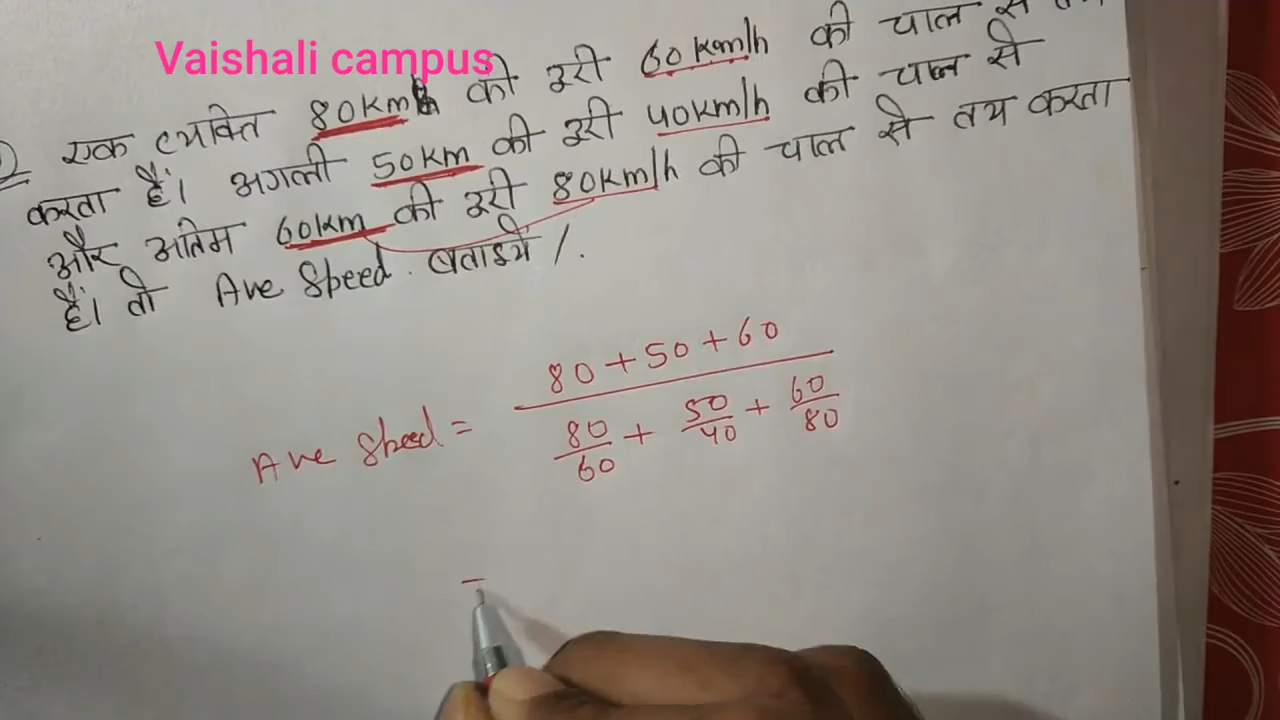 Vaishali campus
एक व्यक्ति 80km की दूरी 60km/h की चाल से तय
करता है। अगली 50km की दूरी 40km/h की चाल से
और अंतिम 60km की दूरी 80km/h की चाल से तय करता
है। तो Ave Speed. बताइये /.
80 + 50 + 60
Ave Speed =
80/60 + 50/40 + 60/80